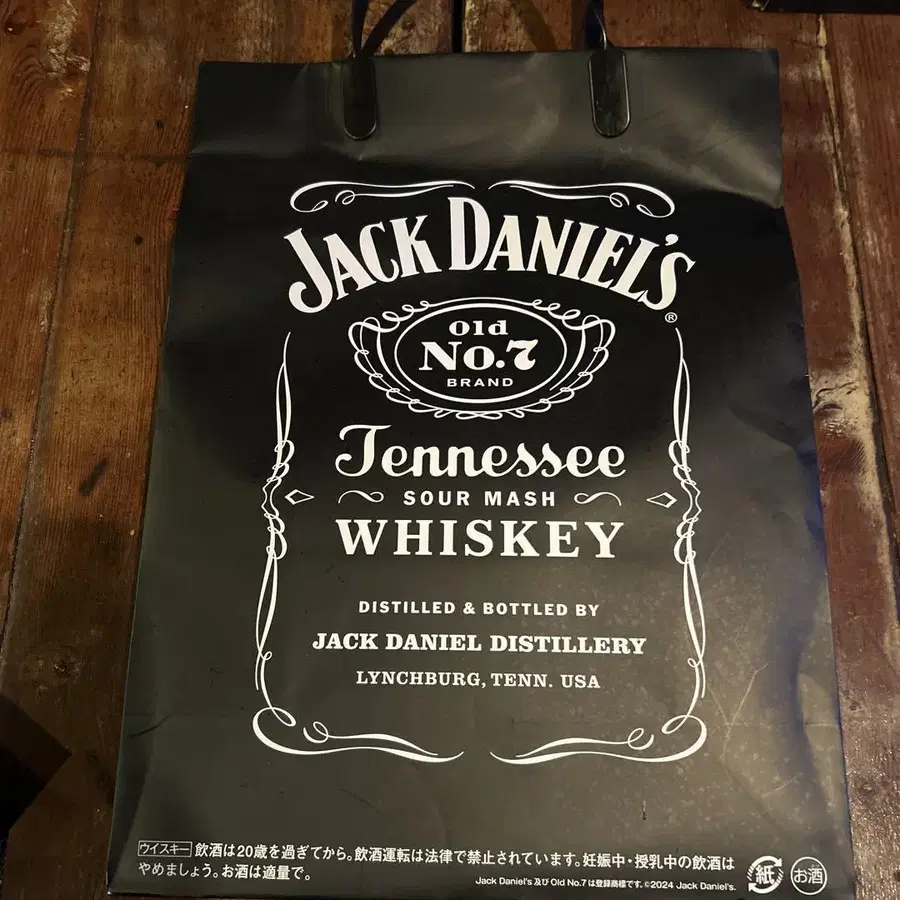 JACK DANIEL'S
®
Old
No.7
BRAND
Tennessee
SOUR MASH
WHISKEY
DISTILLED & BOTTLED BY
JACK DANIEL DISTILLERY
LYNCHBURG, TENN. USA
ウイスキー 飲酒は20歳を過ぎてから。飲酒運転は法律で禁止されています。妊娠中・授乳中の飲酒は
やめましょう。お酒は適量で。
Jack Daniel's 及び Old No.7は登録商標です。©2024 Jack Daniel's.
紙
お酒